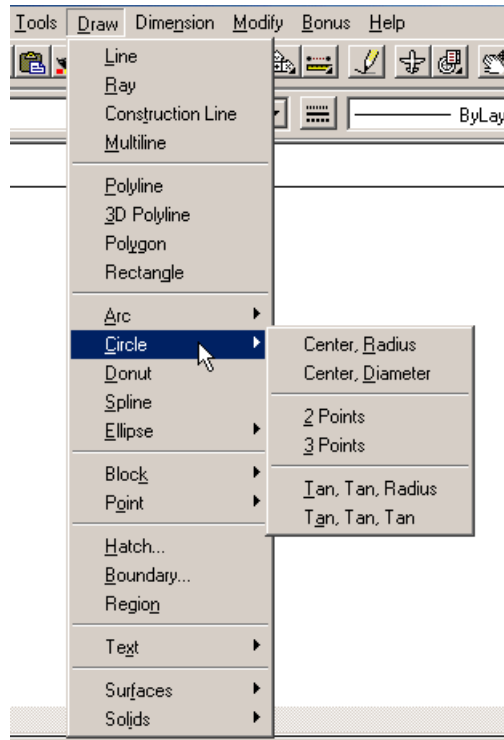 Tools Draw Dimension Modify Bonus Help
ByLay
Line
Ray
Construction Line
Multiline
Polyline
3D Polyline
Polygon
Rectangle
Arc
Circle
Donut
Spline
Ellipse
Block
Point
Hatch...
Boundary...
Region
Text
Surfaces
Solids
Center, Radius
Center, Diameter
2 Points
3 Points
Tan, Tan, Radius
Tan, Tan, Tan